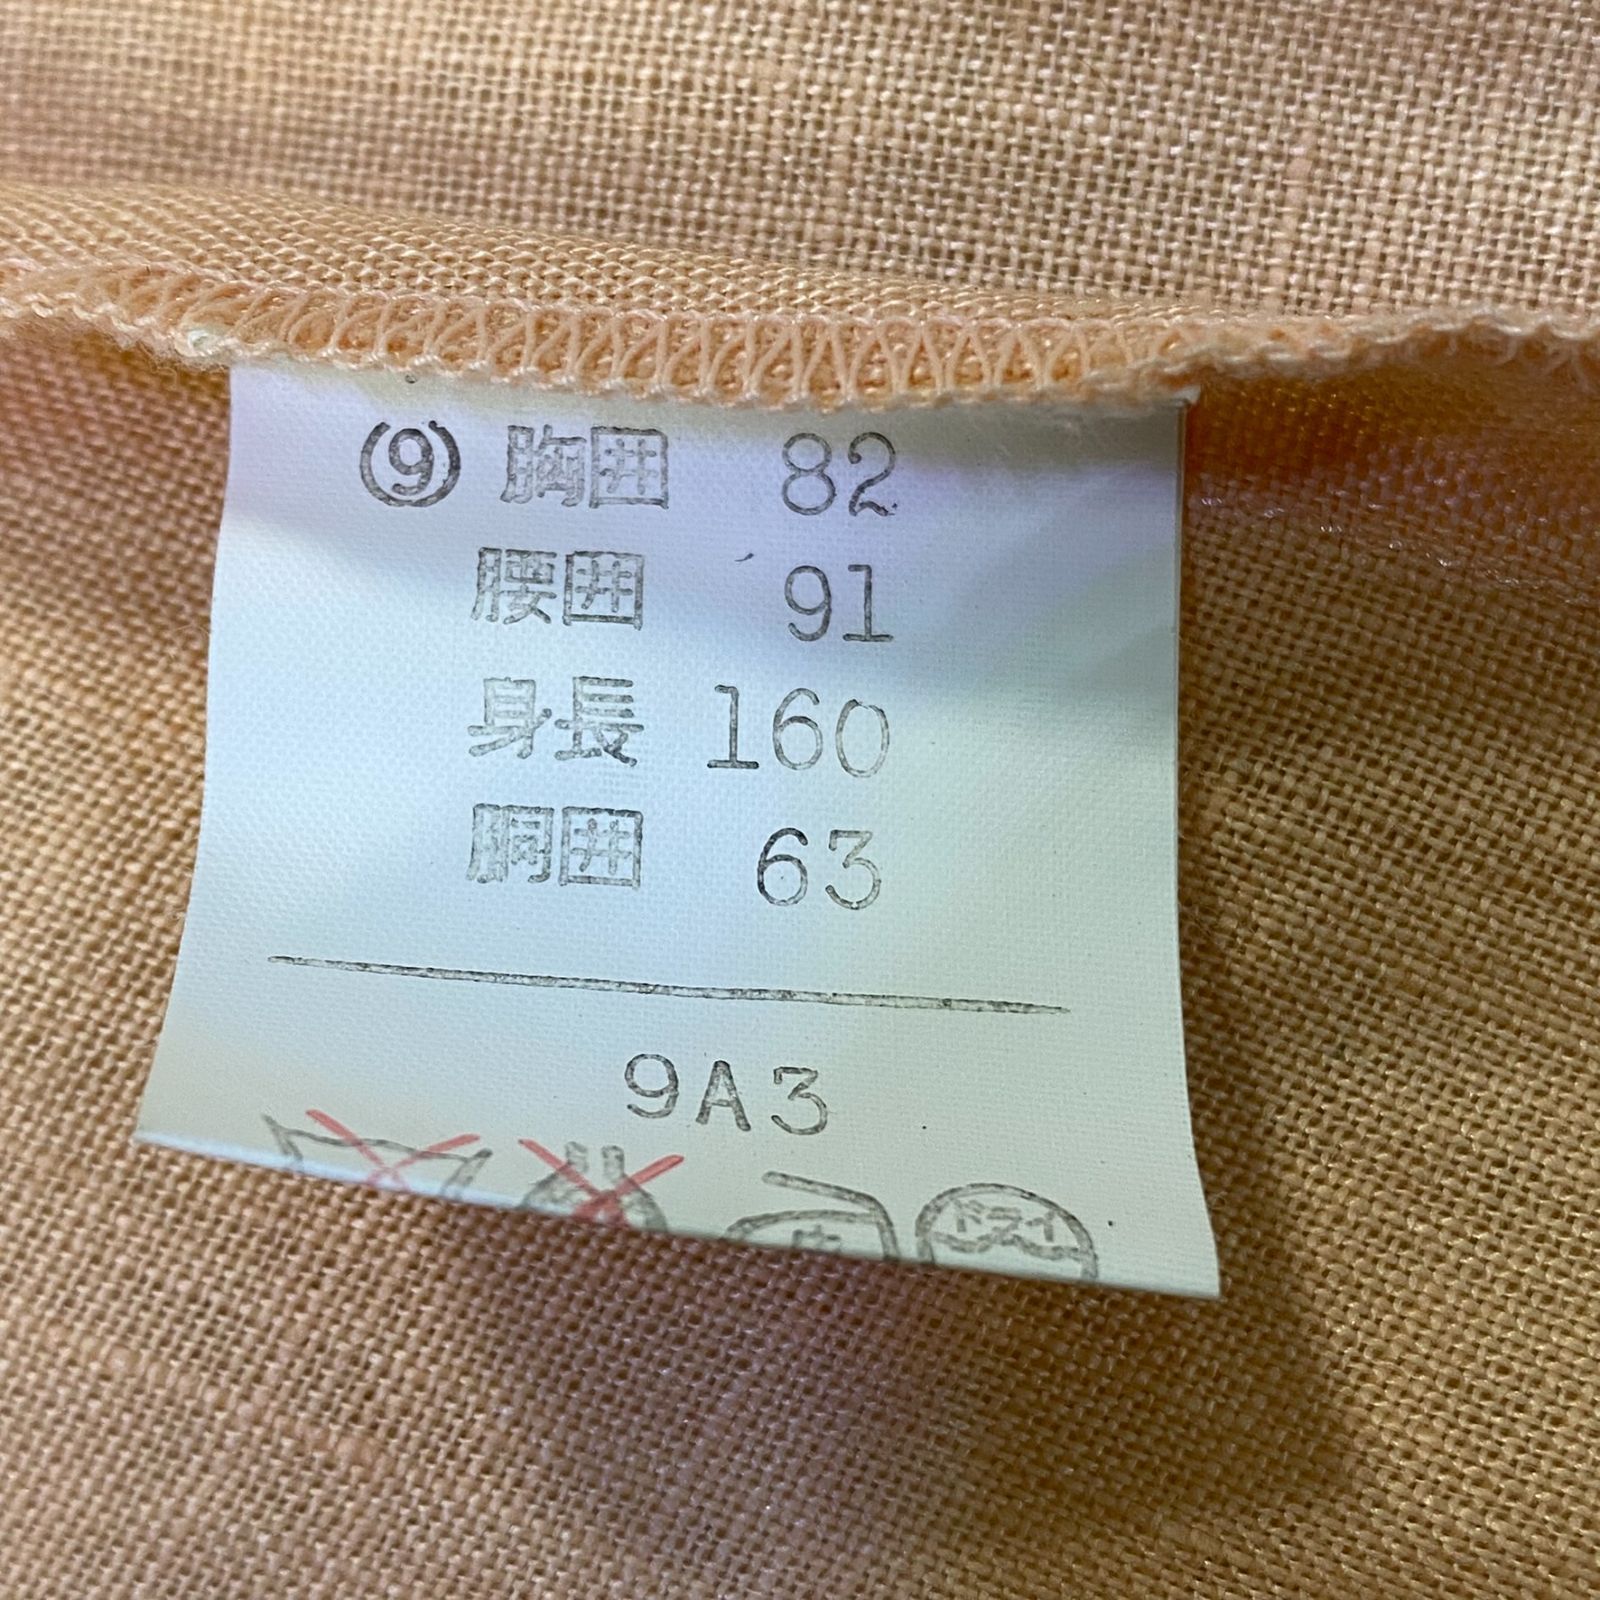 (9) 胸囲 82
腰囲 91
身長 160
胴囲 63
9A3
ドライ